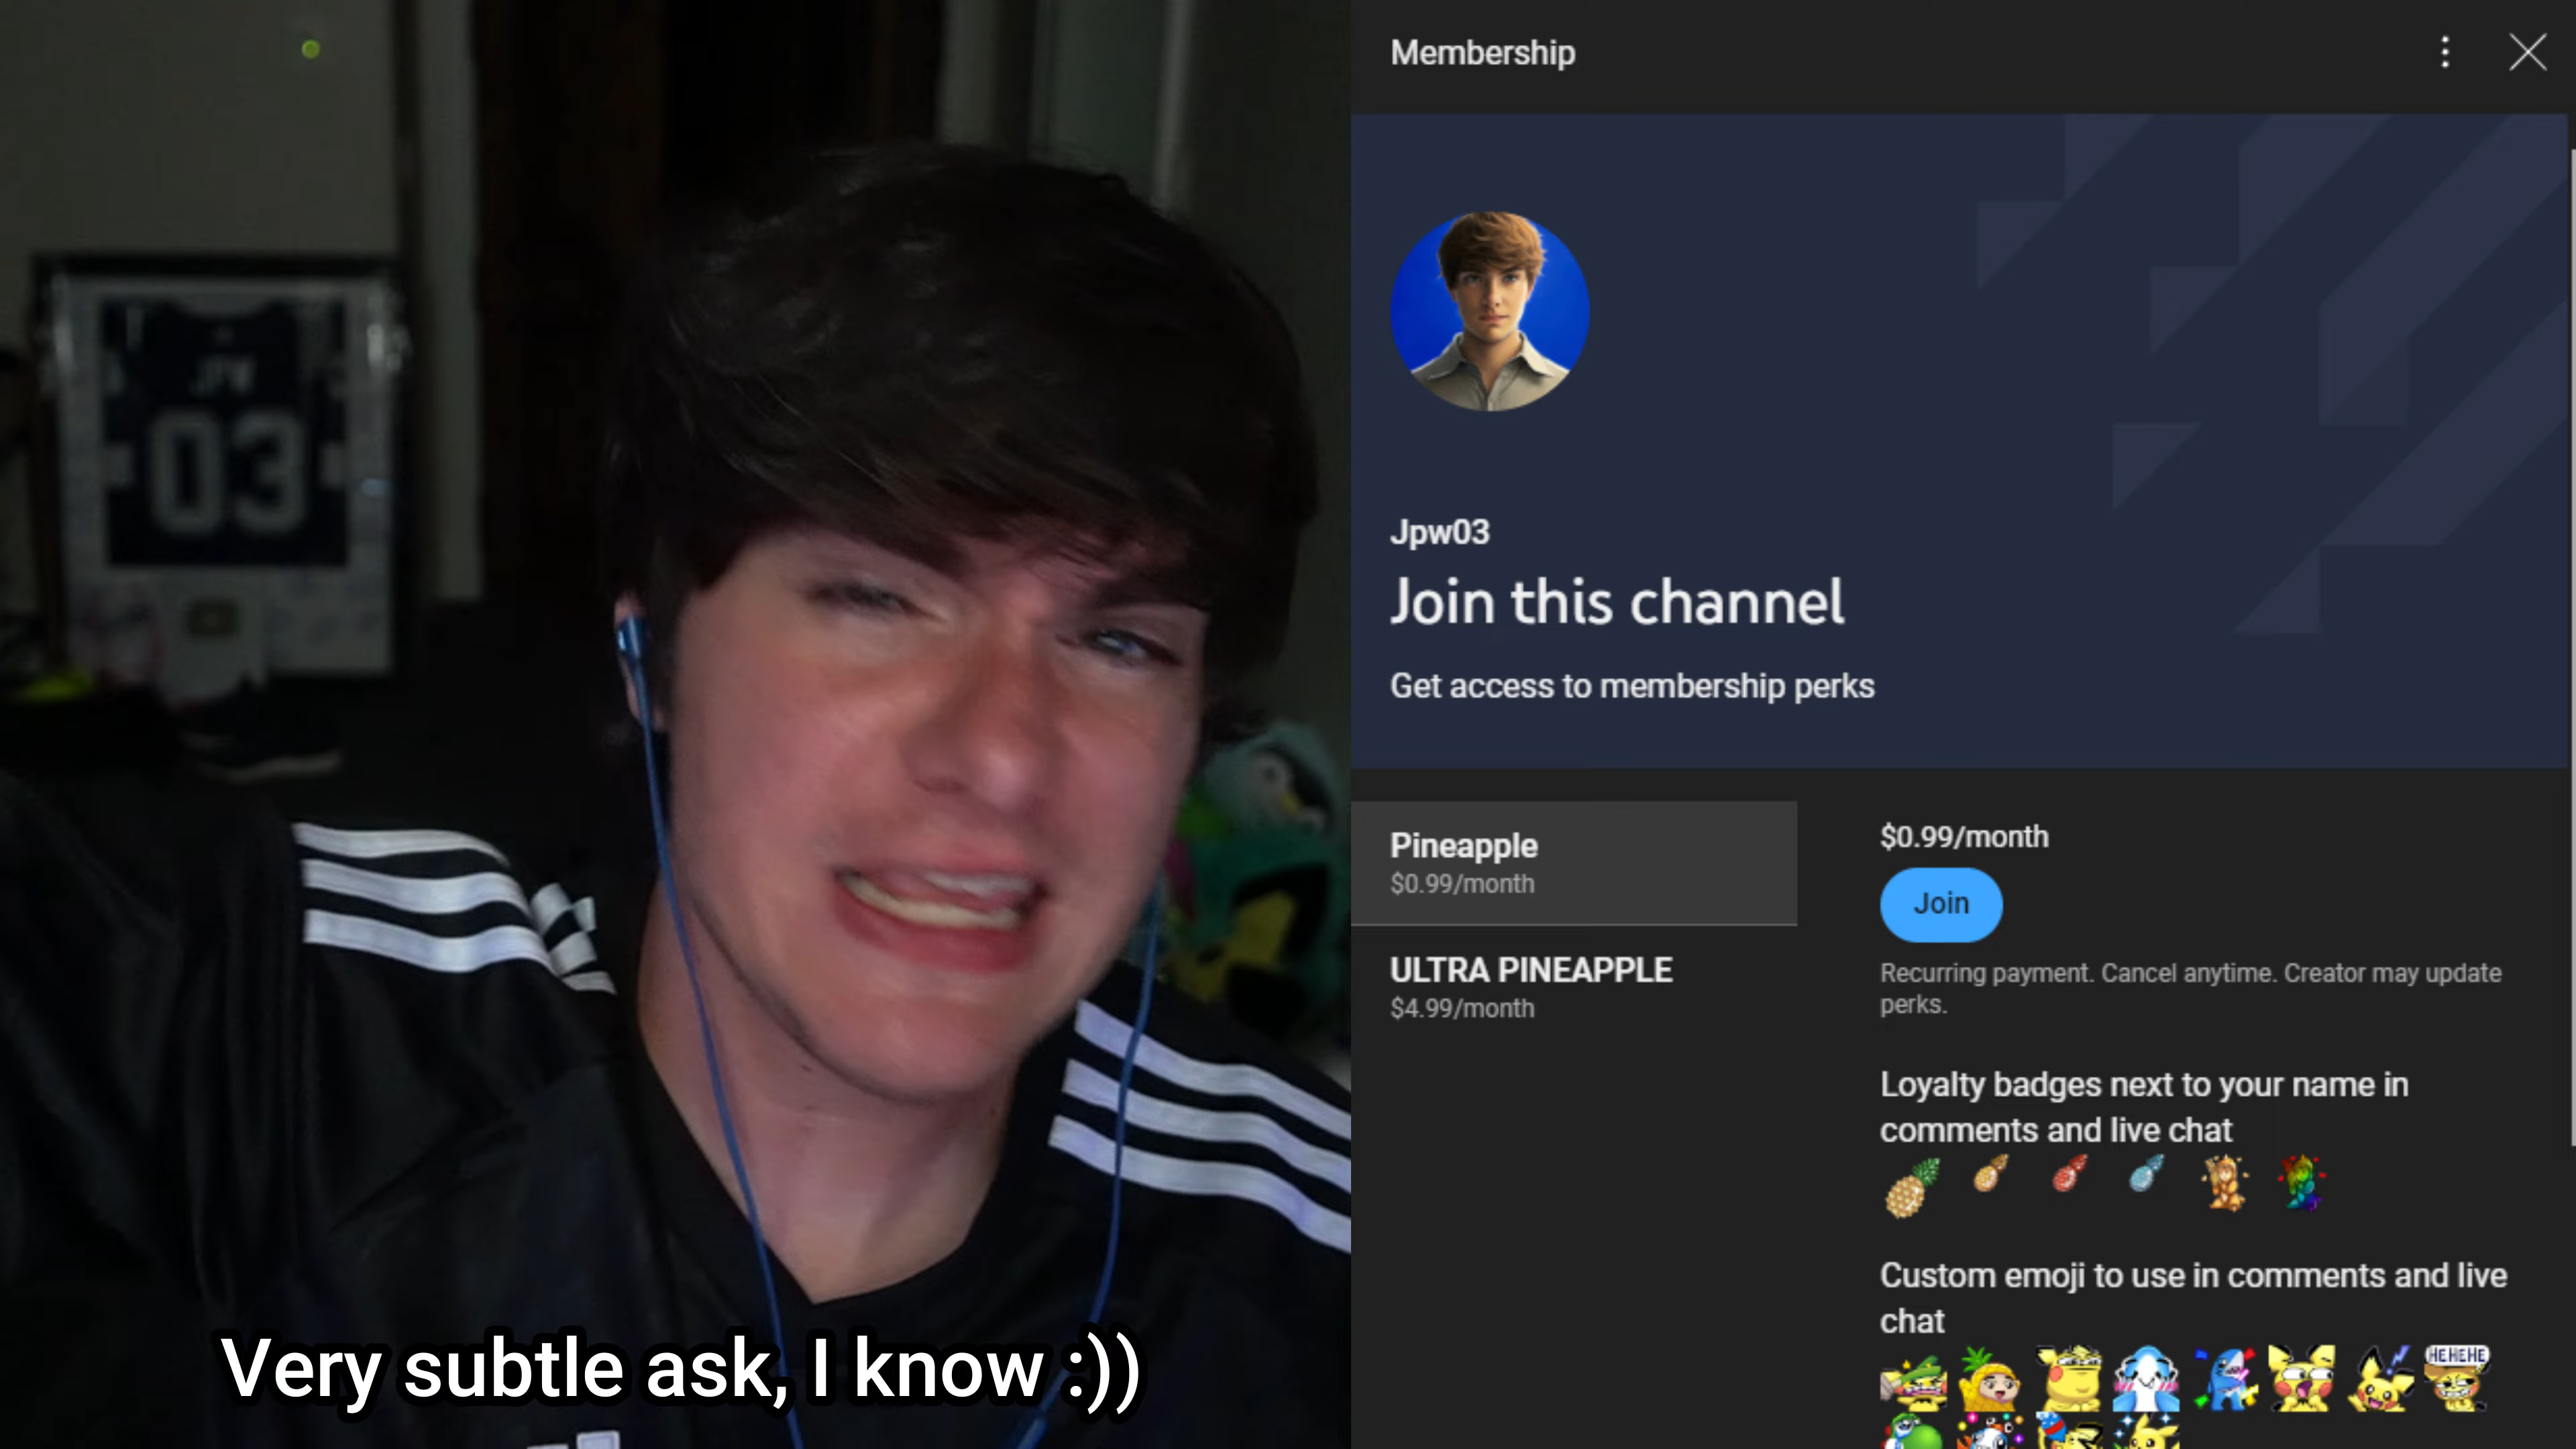 JPW
03
Very subtle ask, I know :))
Membership
Jpw03
Join this channel
Get access to membership perks
Pineapple
$0.99/month
ULTRA PINEAPPLE
$4.99/month
$0.99/month
Join
Recurring payment. Cancel anytime. Creator may update
perks.
Loyalty badges next to your name in
comments and live chat
Custom emoji to use in comments and live
chat
HEHEHE